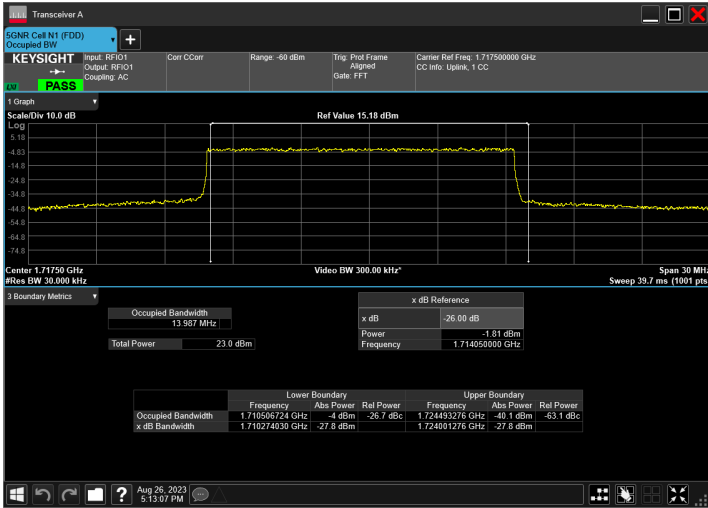 Transceiver A
5GNR Cell N1 (FDD)
Occupied BW
KEYSIGHT
PASS
Input: RFIO1
Output: RFIO1
Coupling: AC
Corr CCorr
Range: -60 dBm
Trig: Prot Frame
Aligned
Gate: FFT
Carrier Ref Freq: 1.717500000 GHz
CC Info: Uplink, 1 CC
1 Graph
Scale/Div 10.0 dB
Ref Value 15.18 dBm
Log
5.18
-4.83
-14.8
-24.8
-34.8
-44.8
-54.8
-64.8
-74.8
Center 1.71750 GHz
Video BW 300.00 kHz*
Span 30 MHz
#Res BW 30.000 kHz
Sweep 39.7 ms (1001 pts
3 Boundary Metrics
Occupied Bandwidth
13.987 MHz
Total Power 23.0 dBm
x dB Reference
x dB -26.00 dB
Power -1.81 dBm
Frequency 1.714050000 GHz
Lower Boundary Upper Boundary
Frequency Abs Power Rel Power Frequency Abs Power Rel Power
Occupied Bandwidth 1.710506724 GHz -4 dBm -26.7 dBc 1.724493276 GHz -40.1 dBm -63.1 dBc
x dB Bandwidth 1.710274030 GHz -27.8 dBm 1.724001276 GHz -27.8 dBm
?
Aug 26, 2023
5:13:07 PM